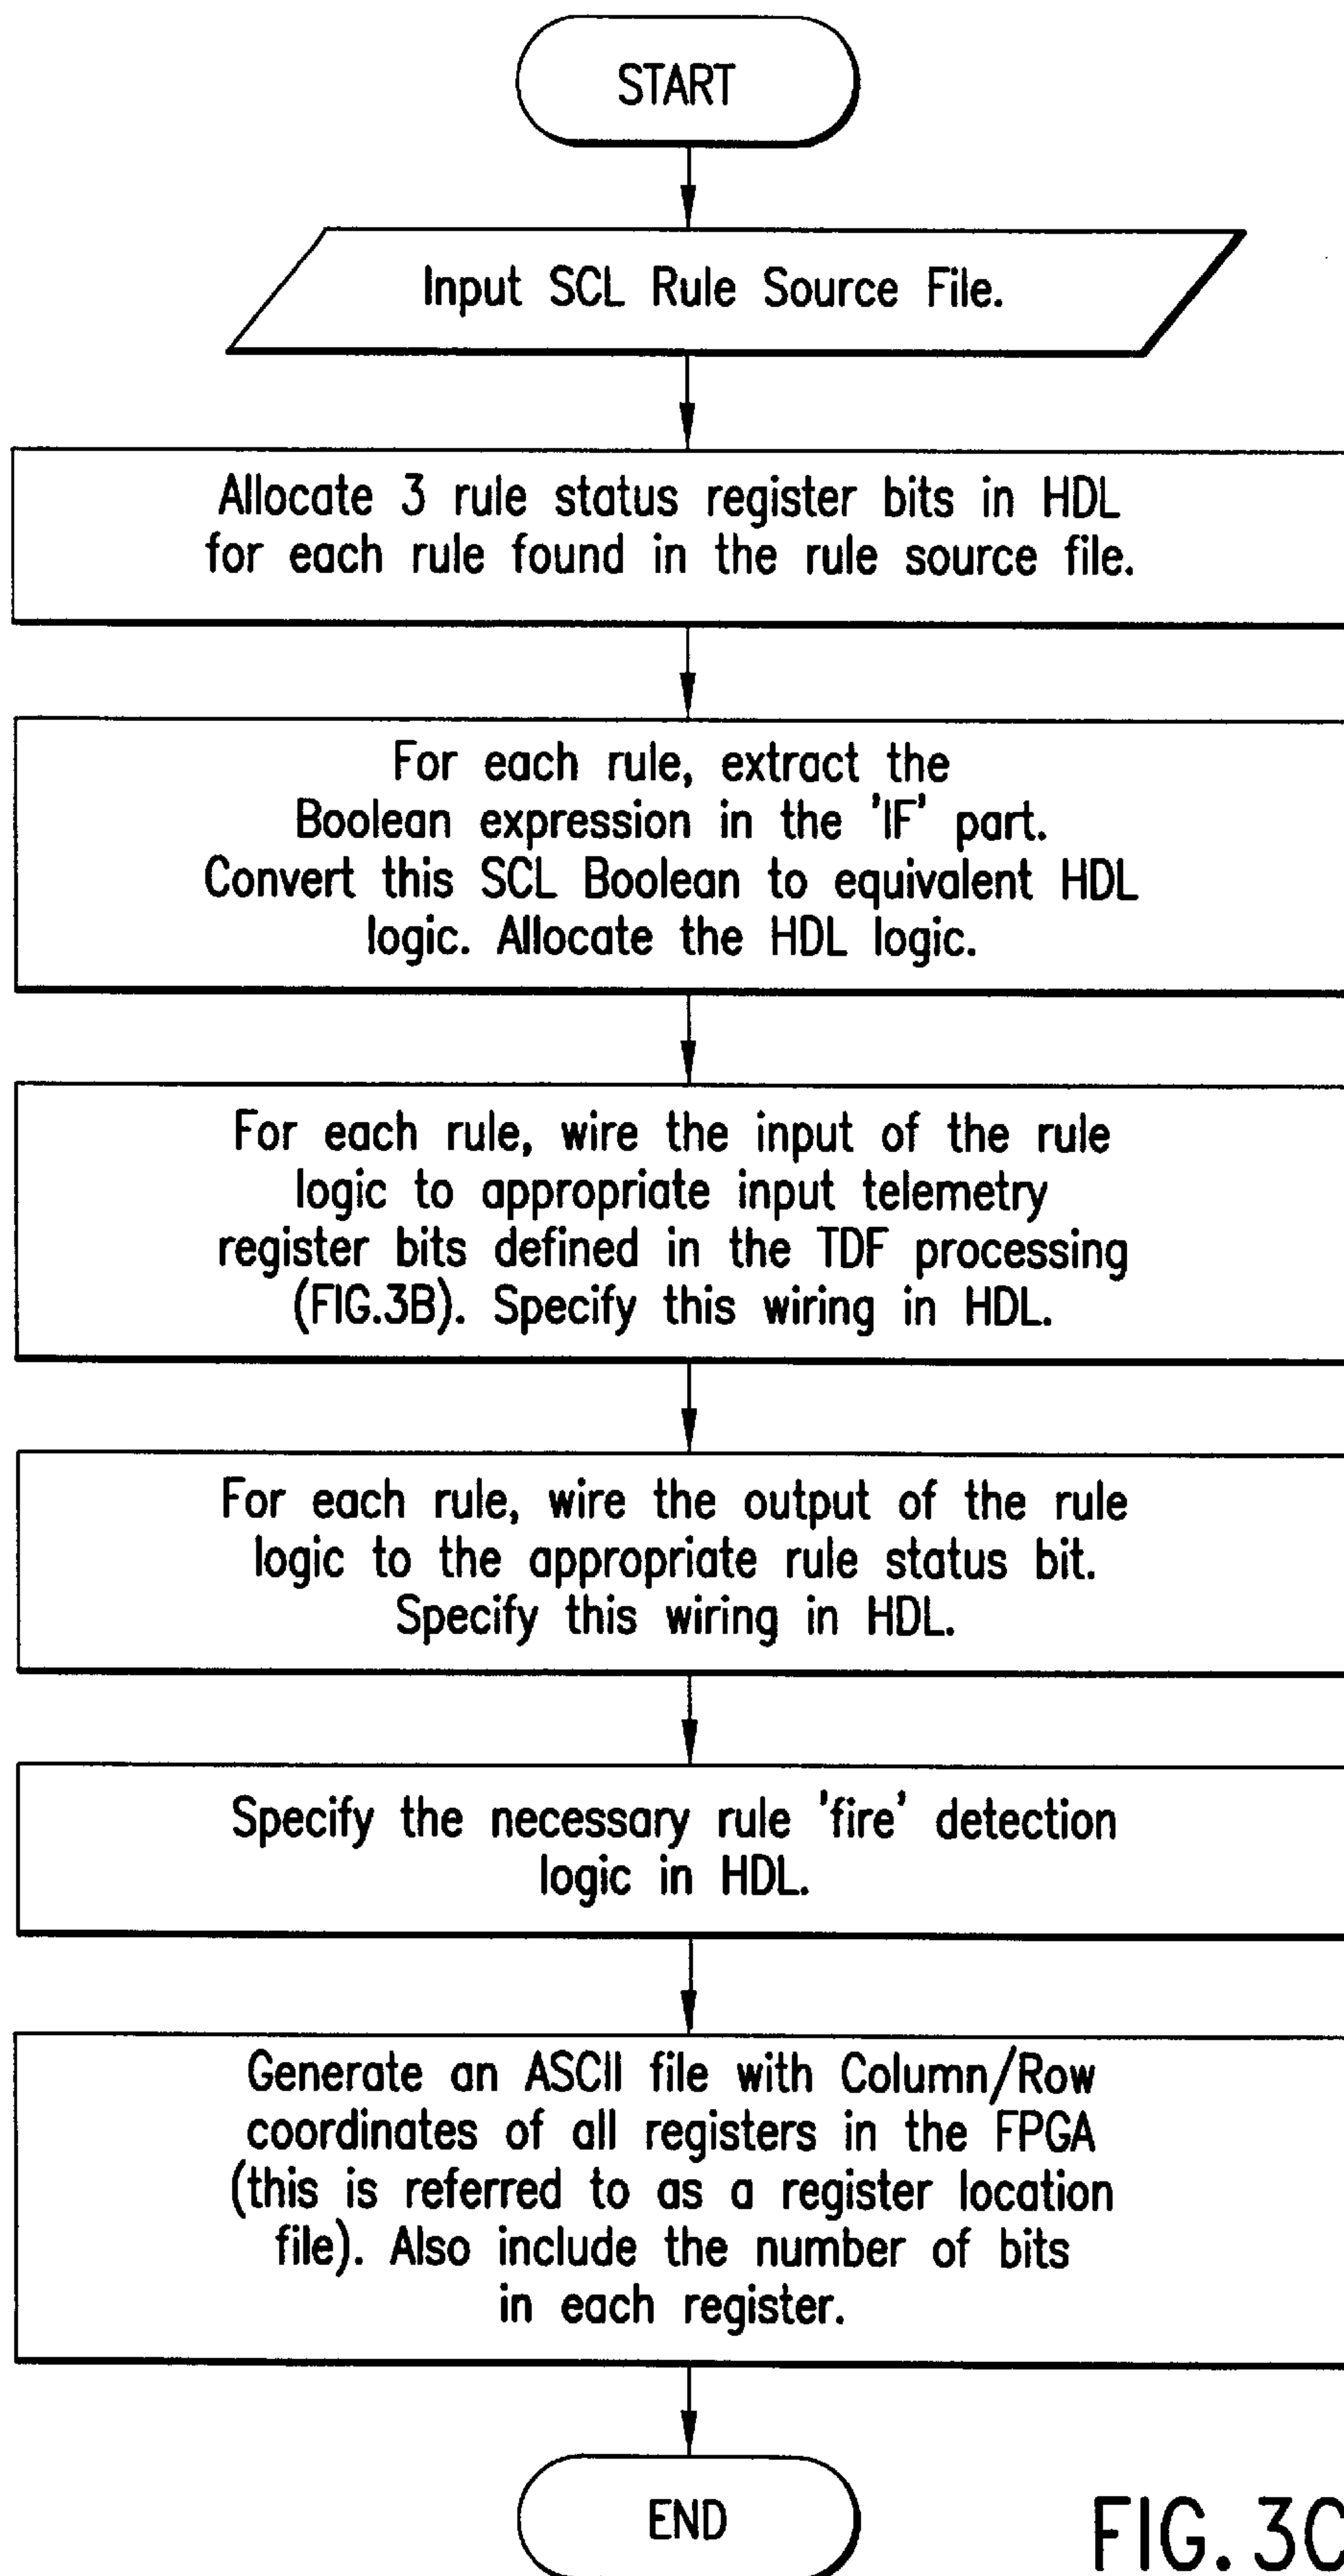 START
Input SCL Rule Source File.
Allocate 3 rule status register bits in HDL
for each rule found in the rule source file.
For each rule, extract the
Boolean expression in the 'IF' part.
Convert this SCL Boolean to equivalent HDL
logic. Allocate the HDL logic.
For each rule, wire the input of the rule
logic to appropriate input telemetry
register bits defined in the TDF processing
(FIG.3B). Specify this wiring in HDL.
For each rule, wire the output of the rule
logic to the appropriate rule status bit.
Specify this wiring in HDL.
Specify the necessary rule 'fire' detection
logic in HDL.
Generate an ASCII file with Column/Row
coordinates of all registers in the FPGA
(this is referred to as a register location
file). Also include the number of bits
in each register.
END
FIG. 3C